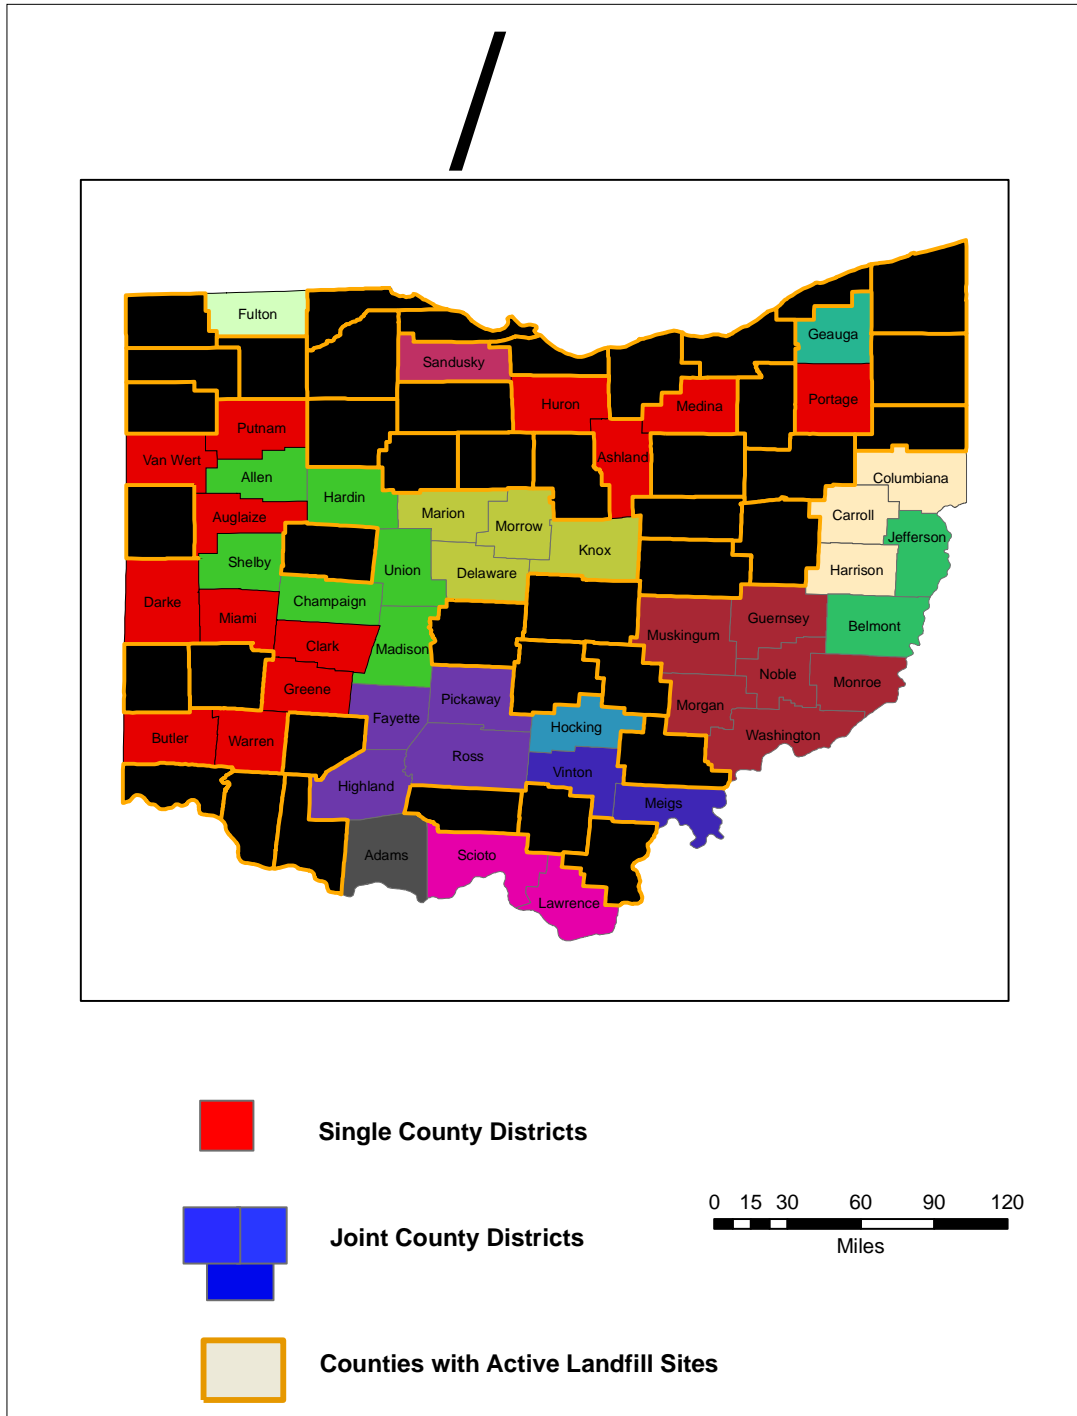 Fulton
Geauga
Sandusky
Huron
Medina
Portage
Putnam
Van Wert
Ashland
Allen
Columbiana
Hardin
Auglaize
Marion
Carroll
Morrow
Jefferson
Knox
Shelby
Union
Delaware
Harrison
Darke
Champaign
Miami
Guernsey
Belmont
Muskingum
Clark
Madison
Noble
Monroe
Greene
Pickaway
Morgan
Fayette
Hocking
Butler
Warren
Washington
Ross
Vinton
Highland
Meigs
Adams
Scioto
Lawrence
Single County Districts
Joint County Districts
0 15 30 60 90 120
Miles
Counties with Active Landfill Sites